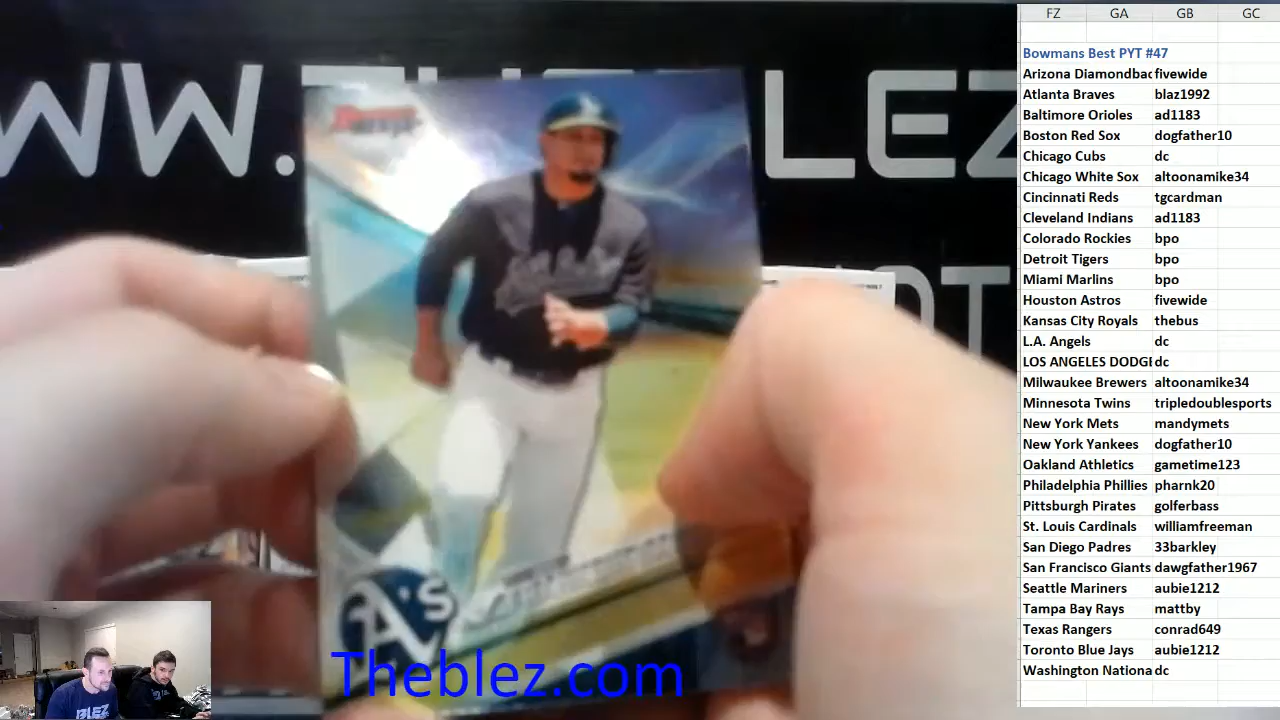 FZ GA GB GC
Bowmans Best PYT #47
Arizona Diamondbac fivewide
Atlanta Braves blaz1992
Baltimore Orioles ad1183
Boston Red Sox dogfather10
Chicago Cubs dc
Chicago White Sox altoonamike34
Cincinnati Reds tgcardman
Cleveland Indians ad1183
Colorado Rockies bpo
Detroit Tigers bpo
Miami Marlins bpo
Houston Astros fivewide
Kansas City Royals thebus
L.A. Angels dc
LOS ANGELES DODGE dc
Milwaukee Brewers altoonamike34
Minnesota Twins tripledoublesports
New York Mets mandymets
New York Yankees dogfather10
Oakland Athletics gametime123
Philadelphia Phillies pharnk20
Pittsburgh Pirates golferbass
St. Louis Cardinals williamfreeman
San Diego Padres 33barkley
San Francisco Giants dawgfather1967
Seattle Mariners aubie1212
Tampa Bay Rays mattby
Texas Rangers conrad649
Toronto Blue Jays aubie1212
Washington Nationa dc
WW.
LEZ
Best
A's
Theblez.com
BLEZ